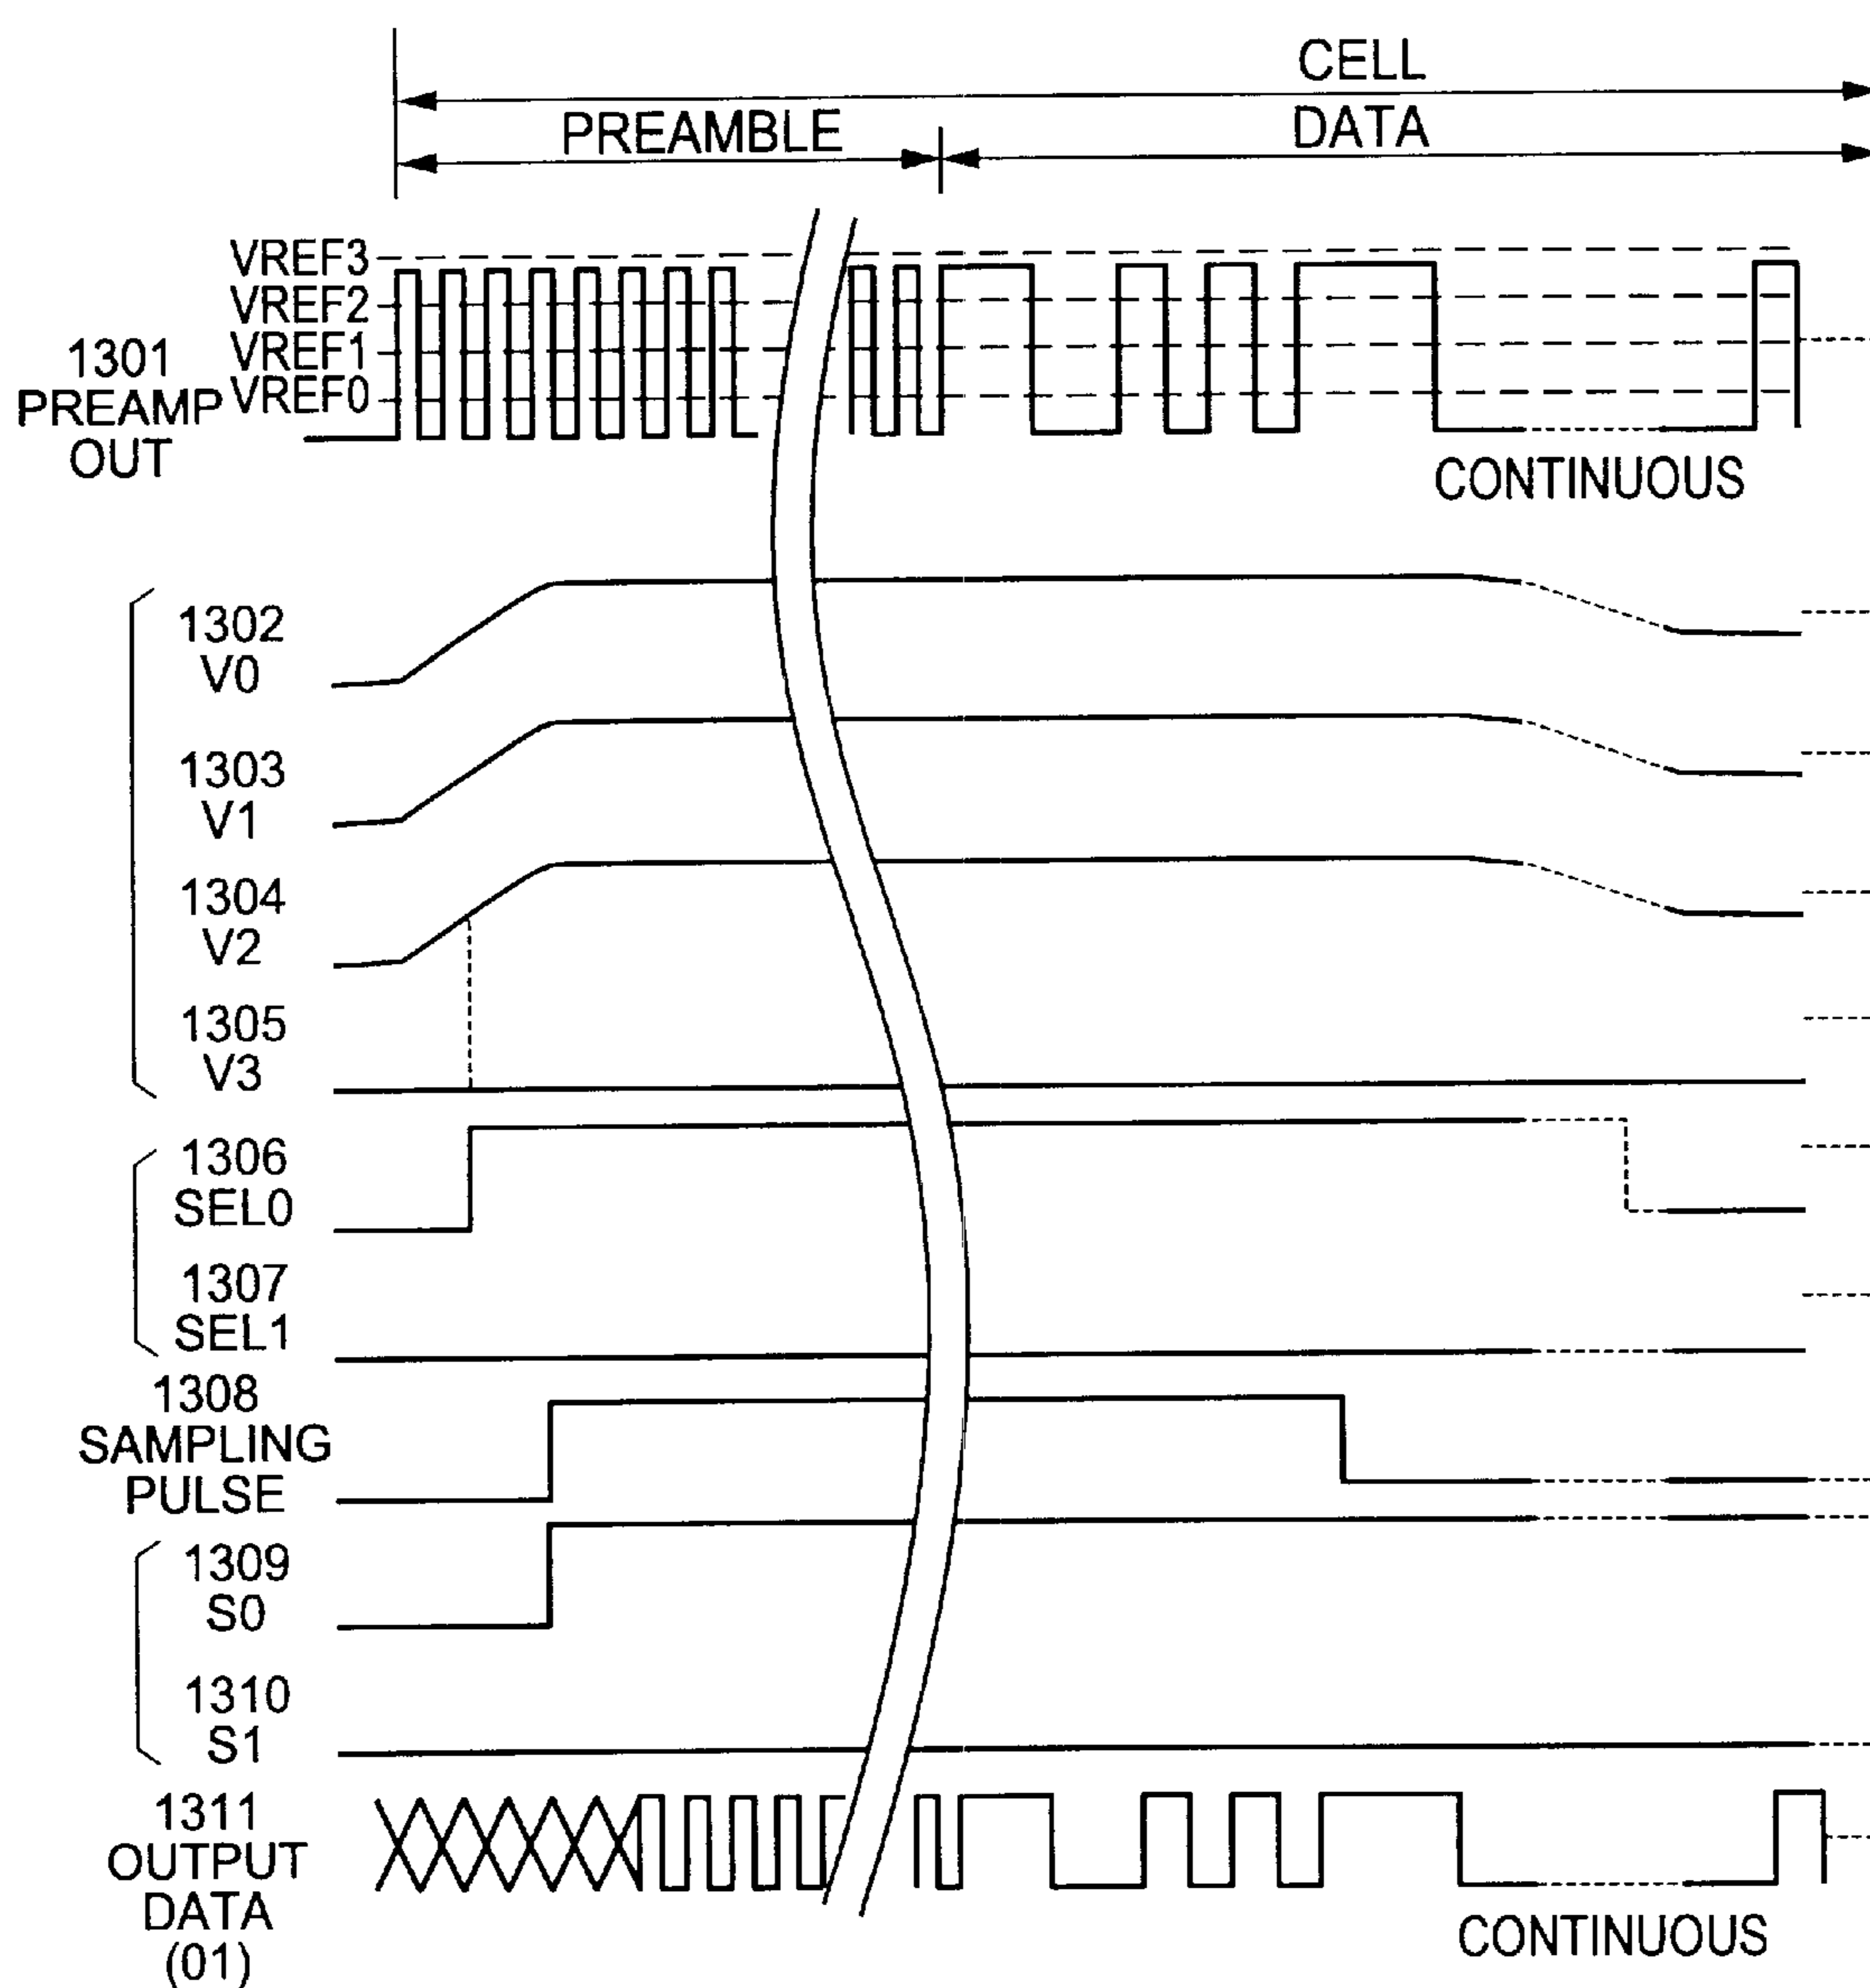 CELL
PREAMBLE
DATA
VREF3
VREF2
VREF1
VREF0
1301
PREAMP
OUT
CONTINUOUS
1302
V0
1303
V1
1304
V2
1305
V3
1306
SEL0
1307
SEL1
1308
SAMPLING
PULSE
1309
S0
1310
S1
1311
OUTPUT
DATA
(01)
CONTINUOUS